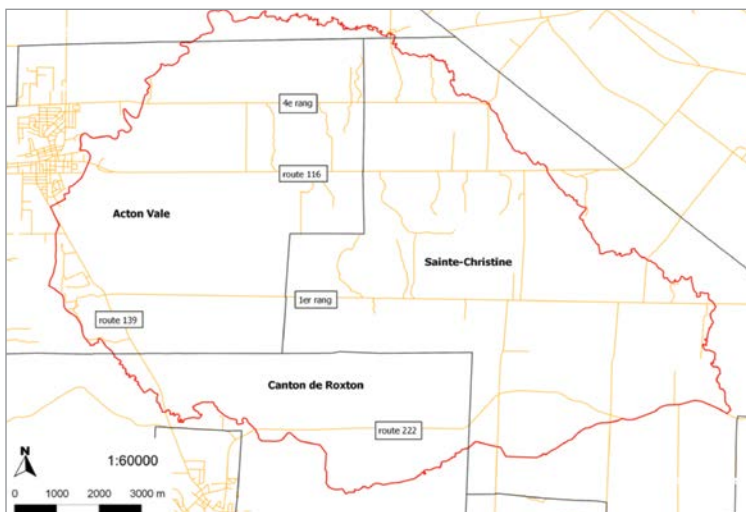 4e rang
route 116
Acton Vale
Sainte-Christine
1er rang
route 139
Canton de Roxton
route 222
N
1:60000
0 1000 2000 3000 m